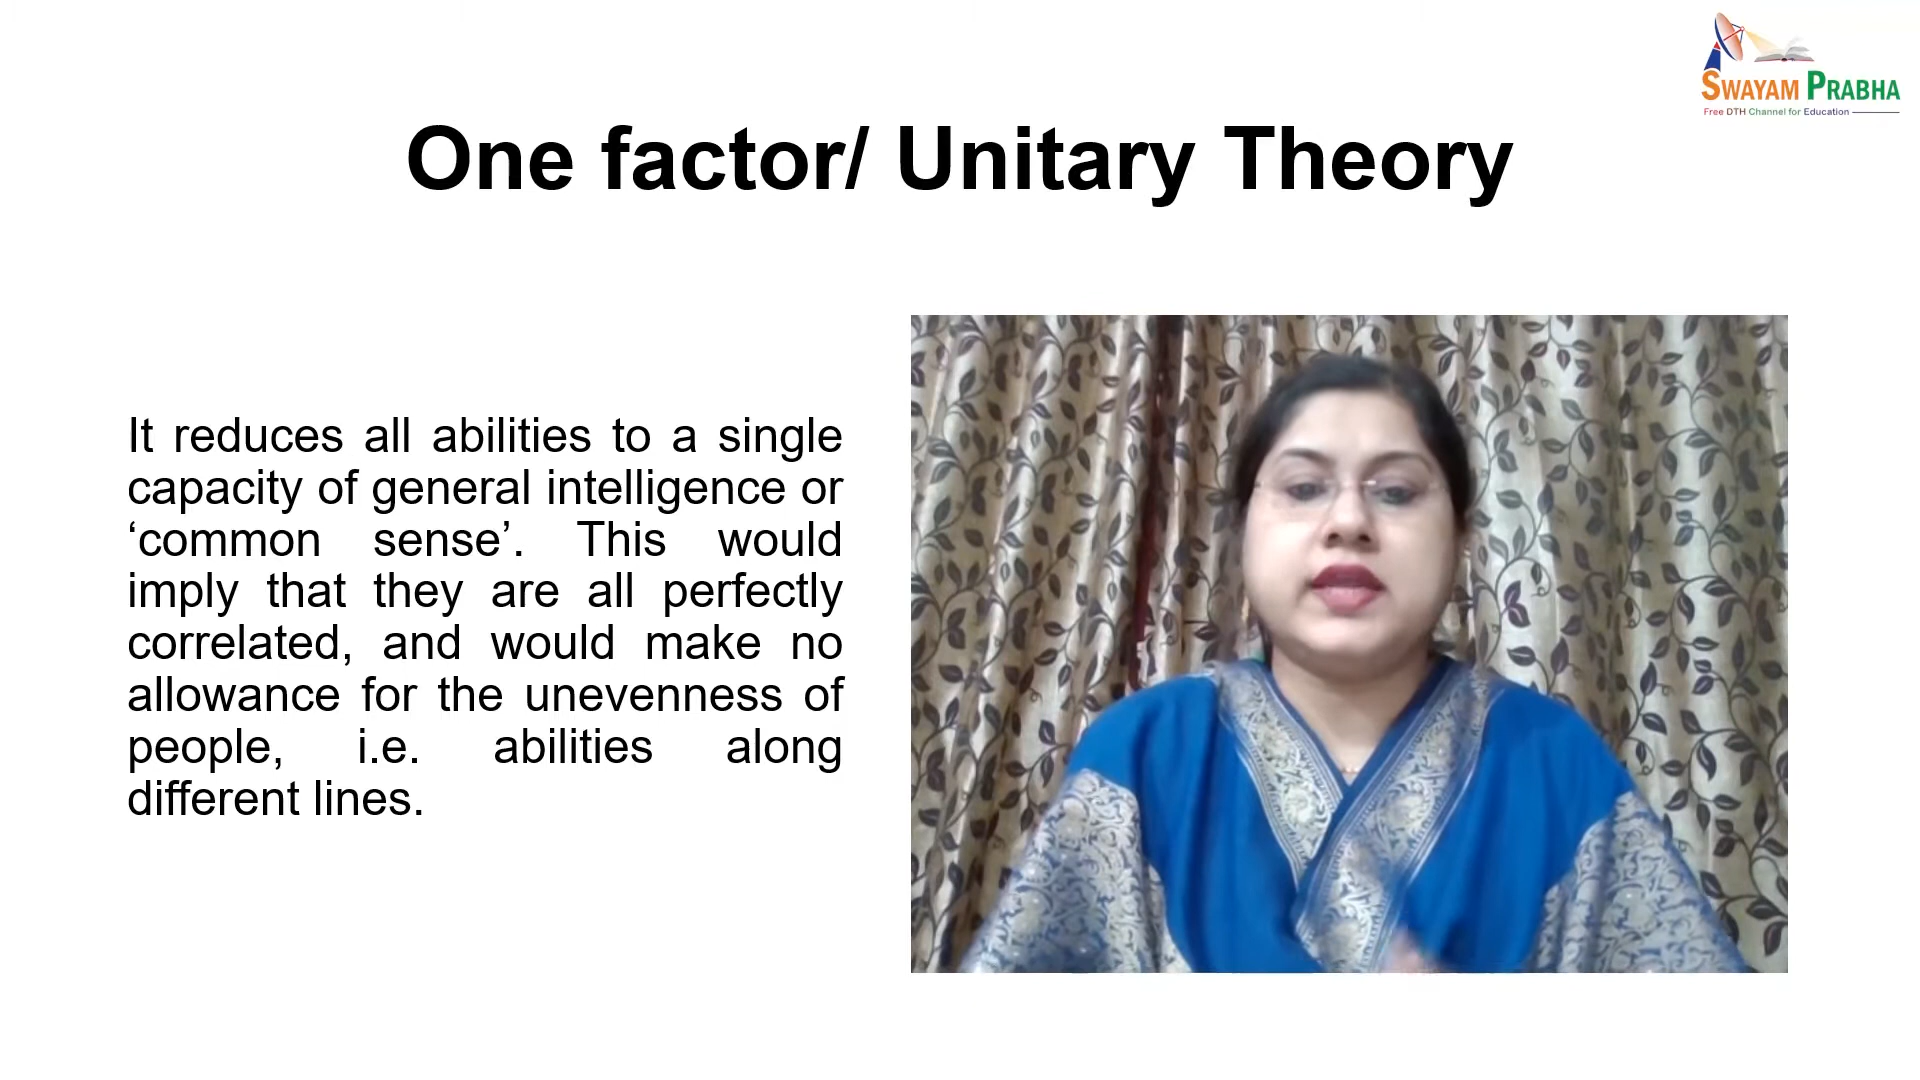 SWAYAM PRABHA
Free DTH Channel for Education
One factor/ Unitary Theory
It reduces all abilities to a single
capacity of general intelligence or
‘common sense’. This would
imply that they are all perfectly
correlated, and would make no
allowance for the unevenness of
people, i.e. abilities along
different lines.